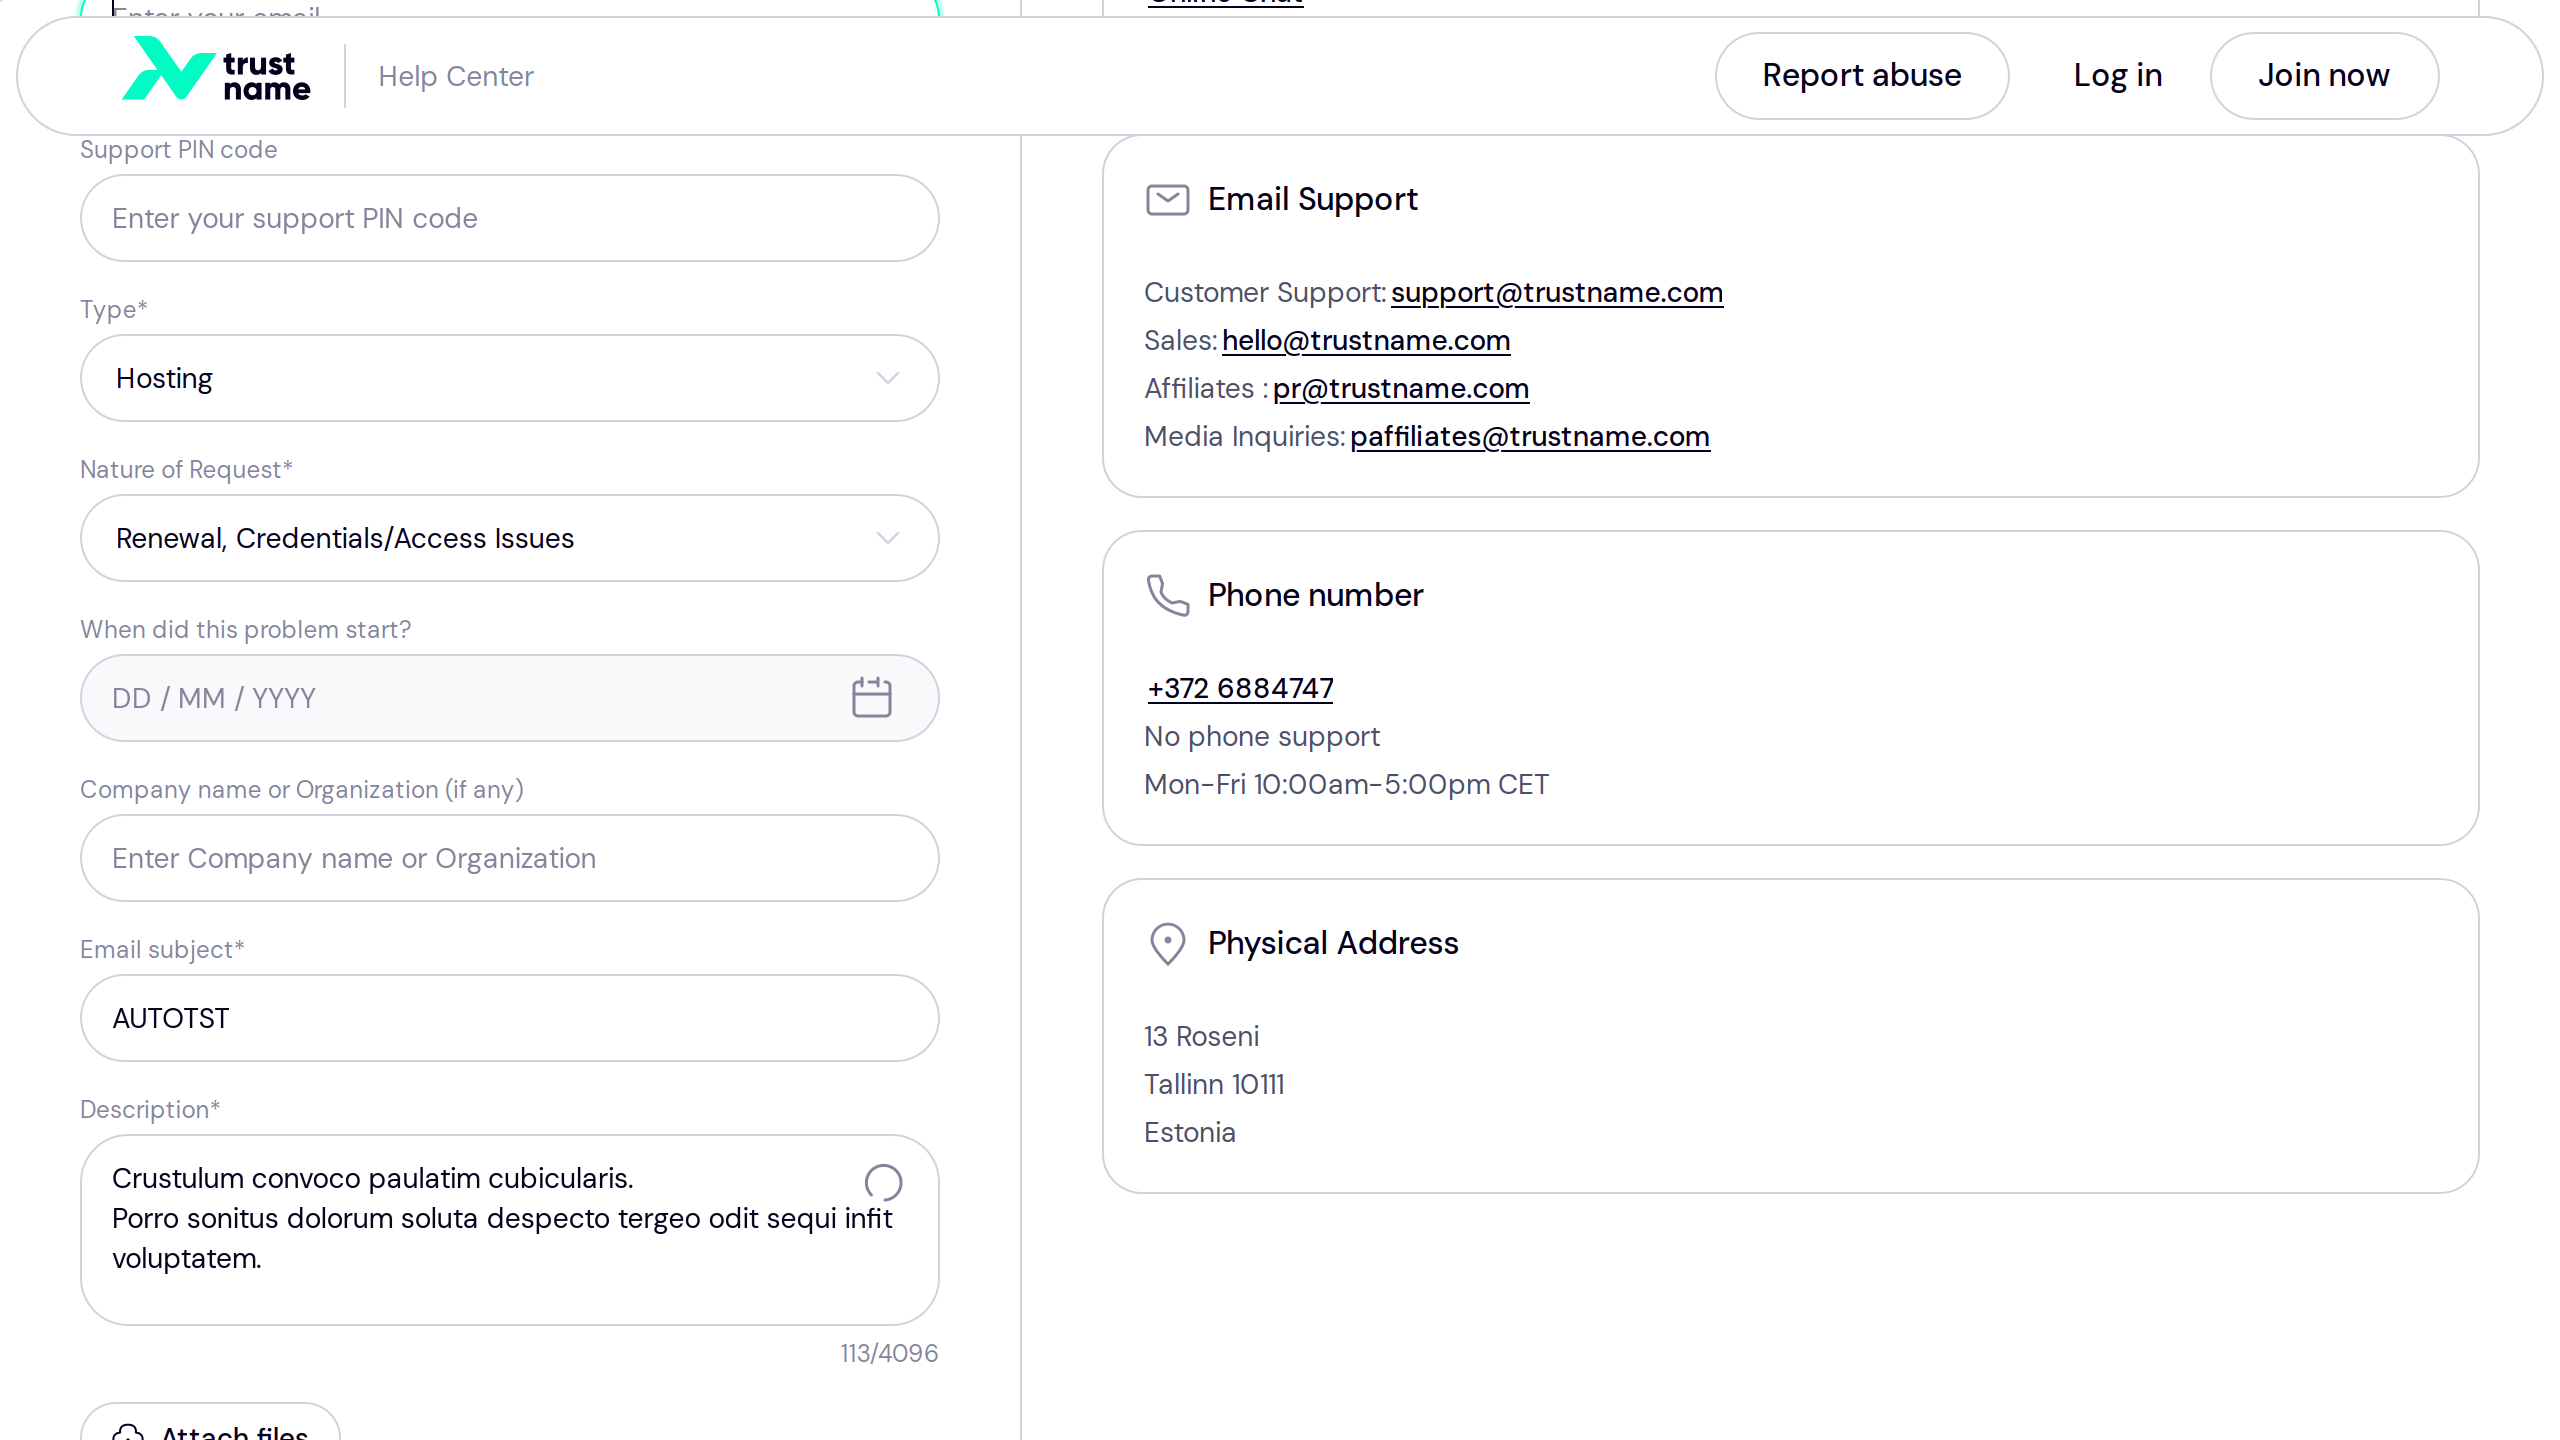 Enter your email
Online Chat
trust
name
Help Center
Report abuse
Log in
Join now
Support PIN code
Enter your support PIN code
Type*
Hosting
Nature of Request*
Renewal, Credentials/Access Issues
When did this problem start?
DD / MM / YYYY
Company name or Organization (if any)
Enter Company name or Organization
Email subject*
AUTOTST
Description*
Crustulum convoco paulatim cubicularis.
Porro sonitus dolorum soluta despecto tergeo odit sequi infit
voluptatem.
113/4096
Attach files
Email Support
Customer Support: support@trustname.com
Sales: hello@trustname.com
Affiliates : pr@trustname.com
Media Inquiries: paffiliates@trustname.com
Phone number
+372 6884747
No phone support
Mon-Fri 10:00am-5:00pm CET
Physical Address
13 Roseni
Tallinn 10111
Estonia